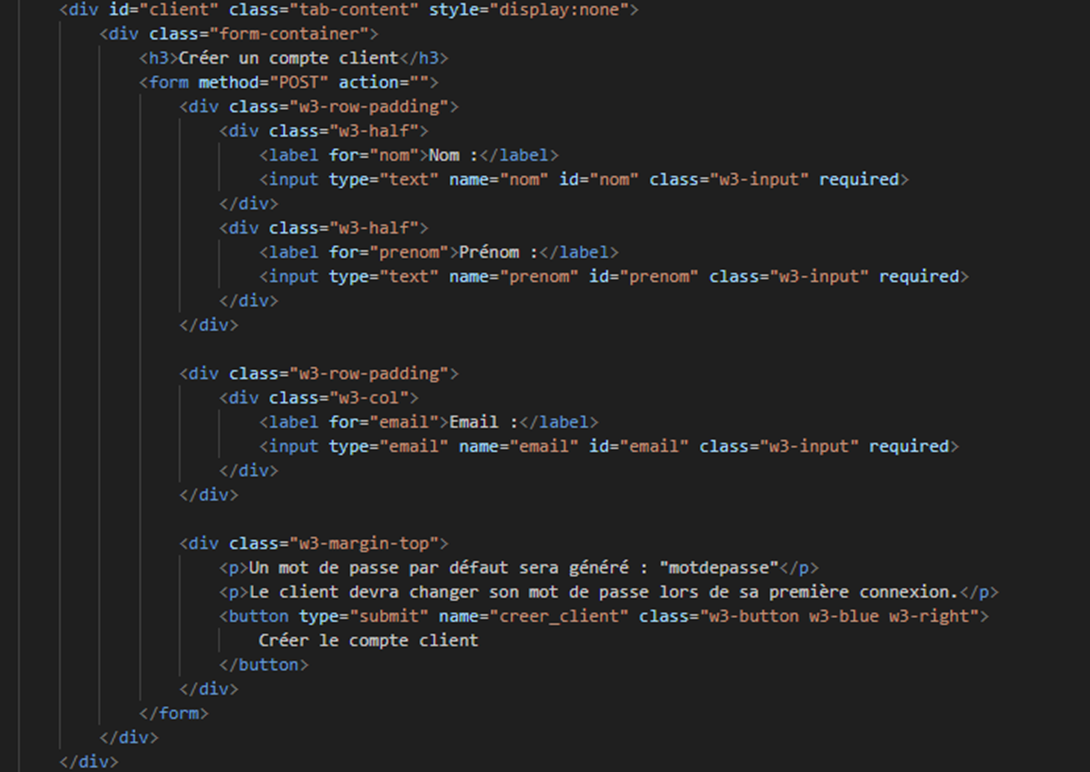 <div id="client" class="tab-content" style="display:none">
<div class="form-container">
<h3>Créer un compte client</h3>
<form method="POST" action="">
<div class="w3-row-padding">
<div class="w3-half">
<label for="nom">Nom :</label>
<input type="text" name="nom" id="nom" class="w3-input" required>
</div>
<div class="w3-half">
<label for="prenom">Prénom :</label>
<input type="text" name="prenom" id="prenom" class="w3-input" required>
</div>
</div>
<div class="w3-row-padding">
<div class="w3-col">
<label for="email">Email :</label>
<input type="email" name="email" id="email" class="w3-input" required>
</div>
</div>
<div class="w3-margin-top">
<p>Un mot de passe par défaut sera généré : "motdepasse"</p>
<p>Le client devra changer son mot de passe lors de sa première connexion.</p>
<button type="submit" name="creer_client" class="w3-button w3-blue w3-right">
Créer le compte client
</button>
</div>
</form>
</div>
</div>